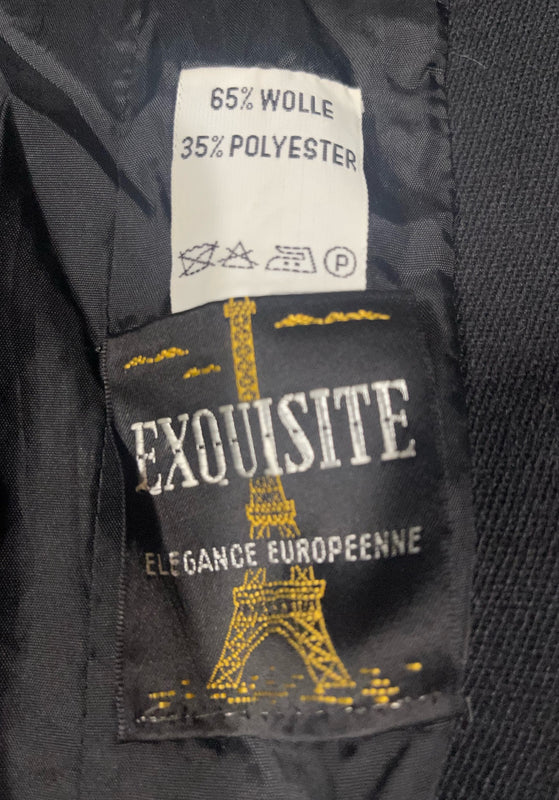 65% WOLLE
35% POLYESTER
P
EXQUISITE
ELEGANCE EUROPEENNE